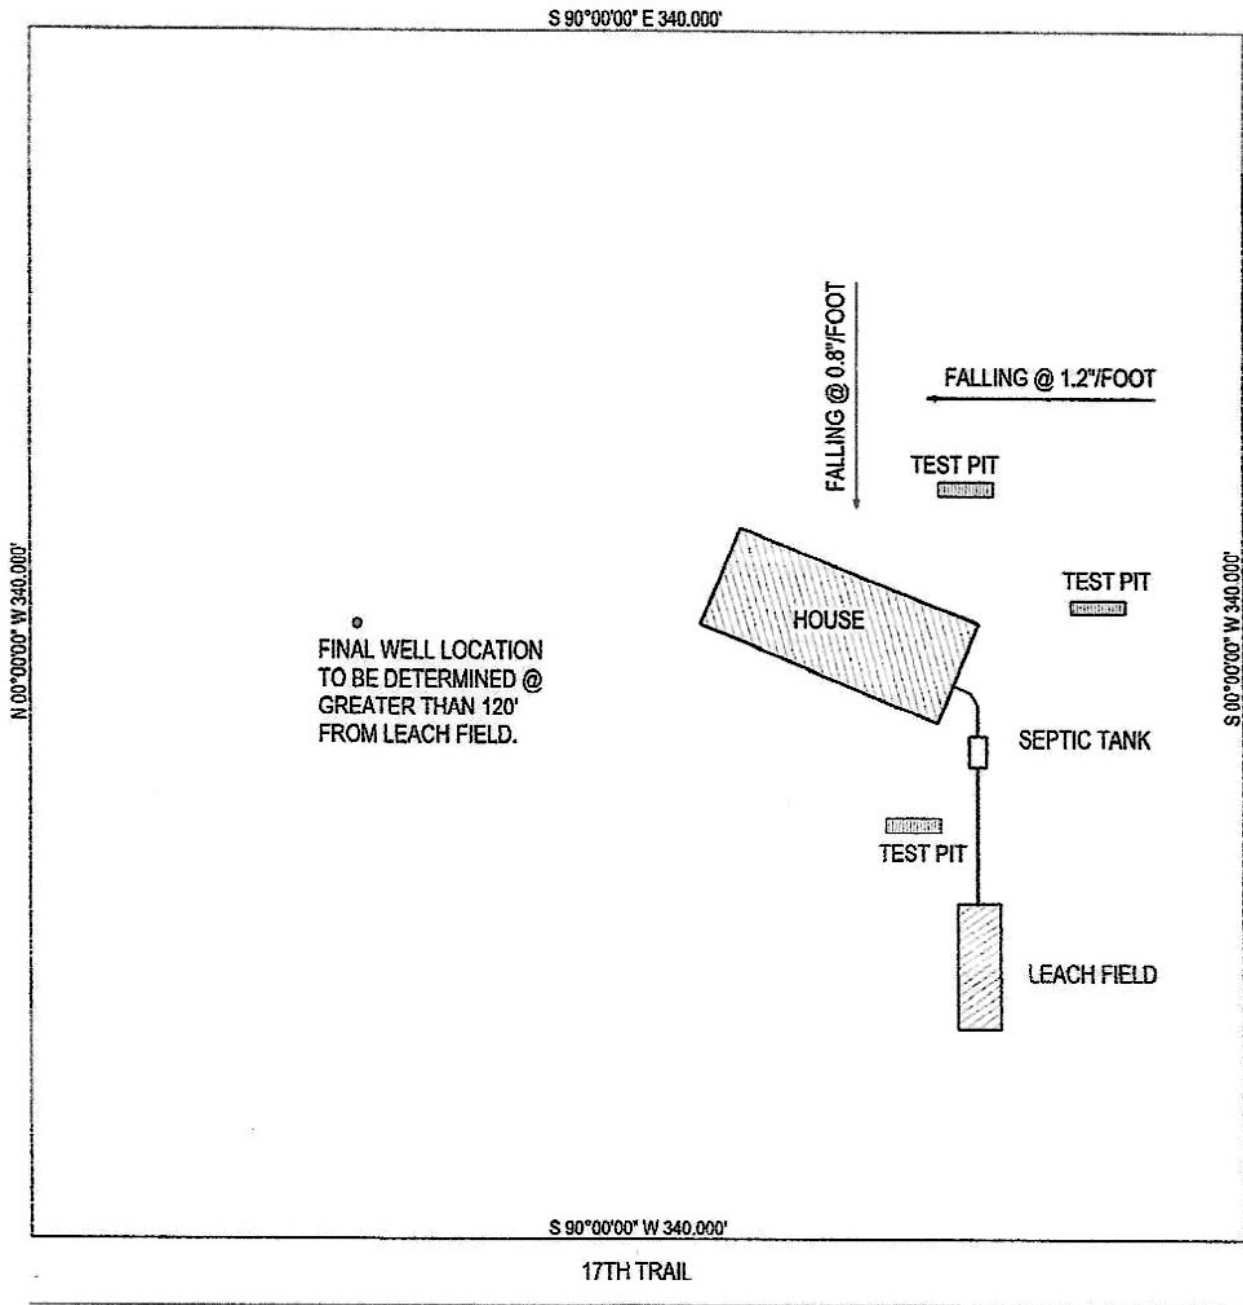 S 90°00'00" E 340.000'
FALLING @ 0.8"/FOOT
FALLING @ 1.2"/FOOT
TEST PIT
N 00°00'00" W 340.000'
TEST PIT
S 00°00'00" W 340.000'
HOUSE
FINAL WELL LOCATION
TO BE DETERMINED @
GREATER THAN 120'
FROM LEACH FIELD.
SEPTIC TANK
TEST PIT
LEACH FIELD
S 90°00'00" W 340.000'
17TH TRAIL